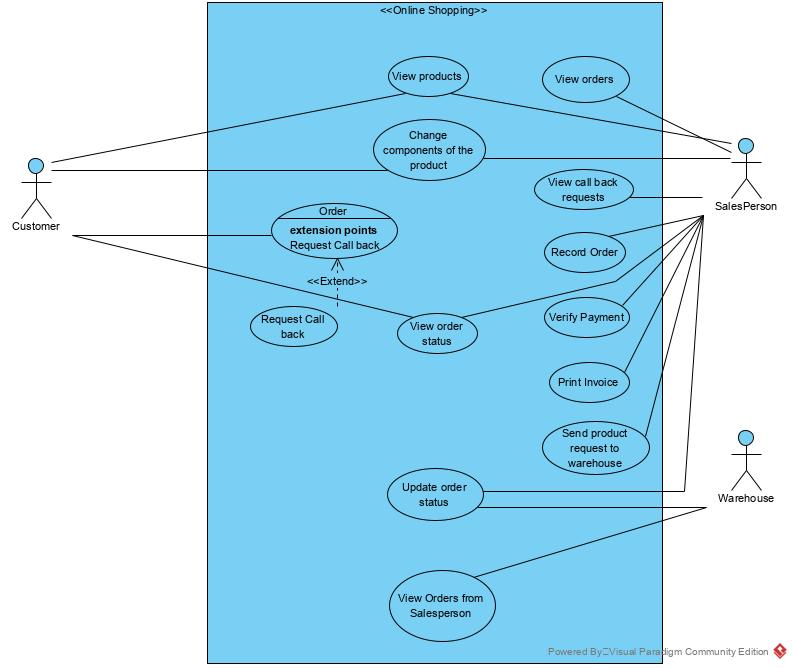 <<Online Shopping>>
View products
View orders
Change
components of the
product
View call back
requests
SalesPerson
Customer
Order
extension points
Request Call back
Record Order
<<Extend>>
Request Call
back
View order
status
Verify Payment
Print Invoice
Send product
request to
warehouse
Update order
status
Warehouse
View Orders from
Salesperson
Powered By Visual Paradigm Community Edition